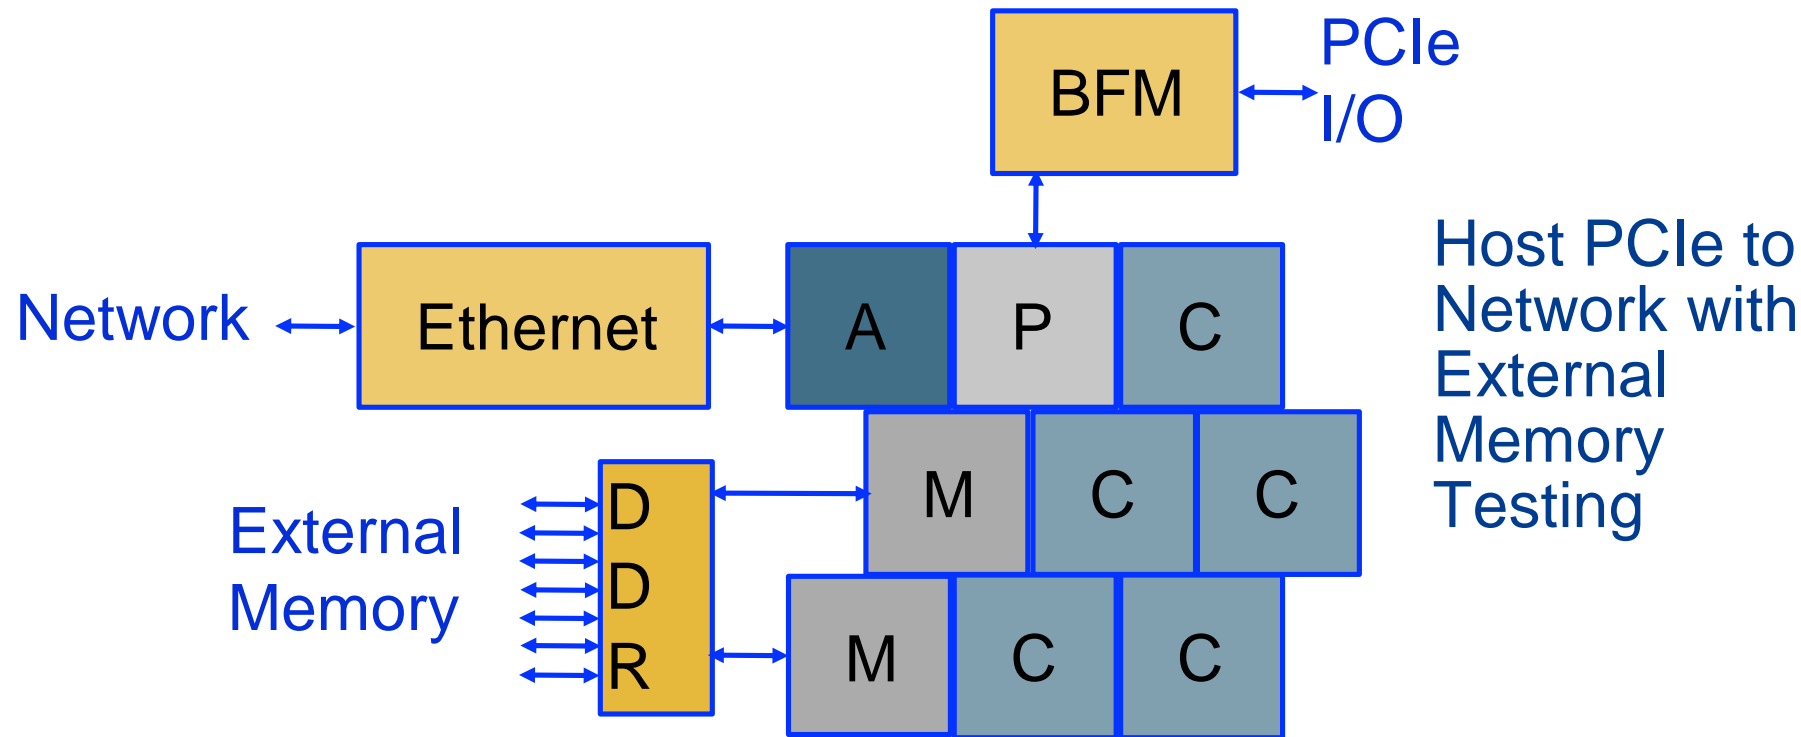 BFM
PCIe
I/O
Network
Ethernet
A
P
C
Host PCIe to
Network with
External
Memory
Testing
External
Memory
D
D
R
M
C
C
M
C
C